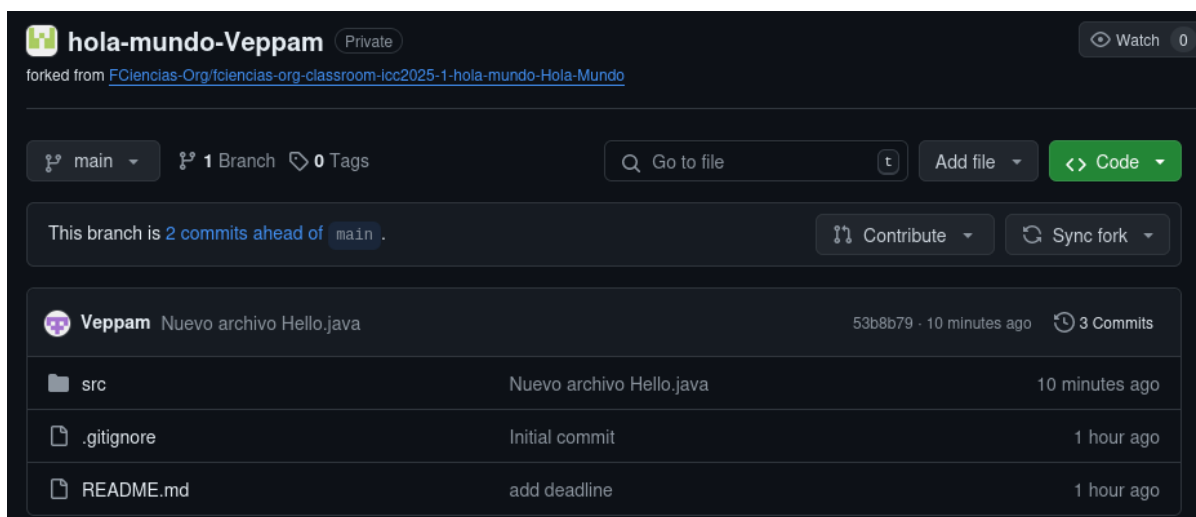 hola-mundo-Veppam Private Watch 0
forked from FCiencias-Org/fciencias-org-classroom-icc2025-1-hola-mundo-Hola-Mundo
main 1 Branch 0 Tags Go to file t Add file Code
This branch is 2 commits ahead of main . Contribute Sync fork
Veppam Nuevo archivo Hello.java 53b8b79 · 10 minutes ago 3 Commits
src Nuevo archivo Hello.java 10 minutes ago
.gitignore Initial commit 1 hour ago
README.md add deadline 1 hour ago